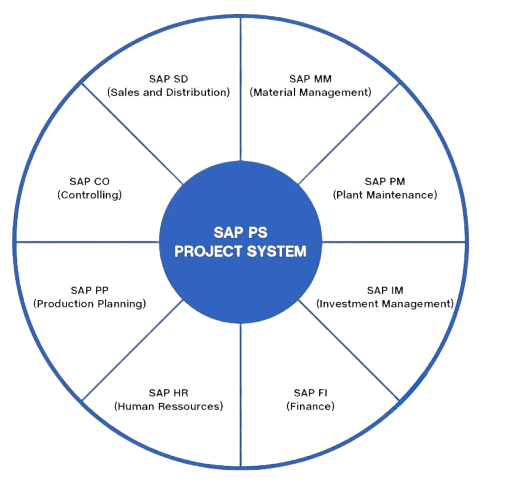 SAP SD
(Sales and Distribution)
SAP MM
(Material Management)
SAP CO
(Controlling)
SAP PM
(Plant Maintenance)
SAP PS
PROJECT SYSTEM
SAP PP
(Production Planning)
SAP IM
(Investment Management)
SAP HR
(Human Ressources)
SAP FI
(Finance)